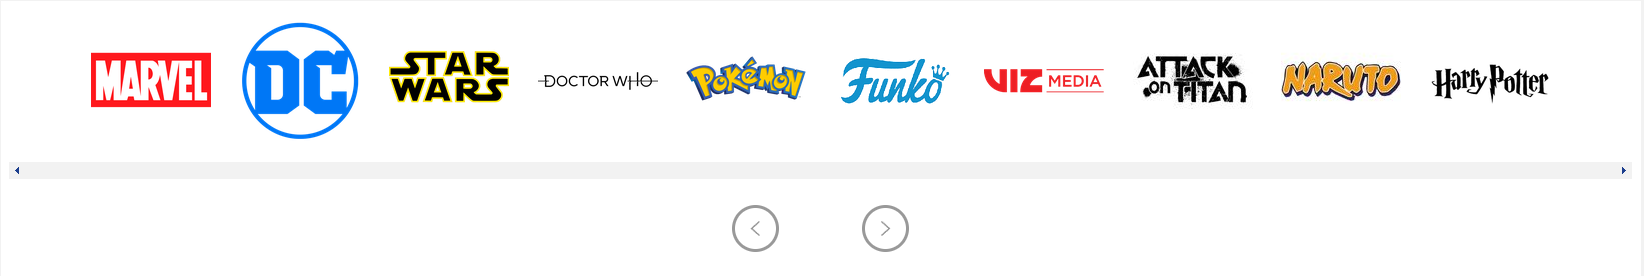 MARVEL
DC
STAR WARS
DOCTOR WHO
POKéMON
Funko
VIZ MEDIA
ATTACK on TITAN
NARUTO
Harry Potter